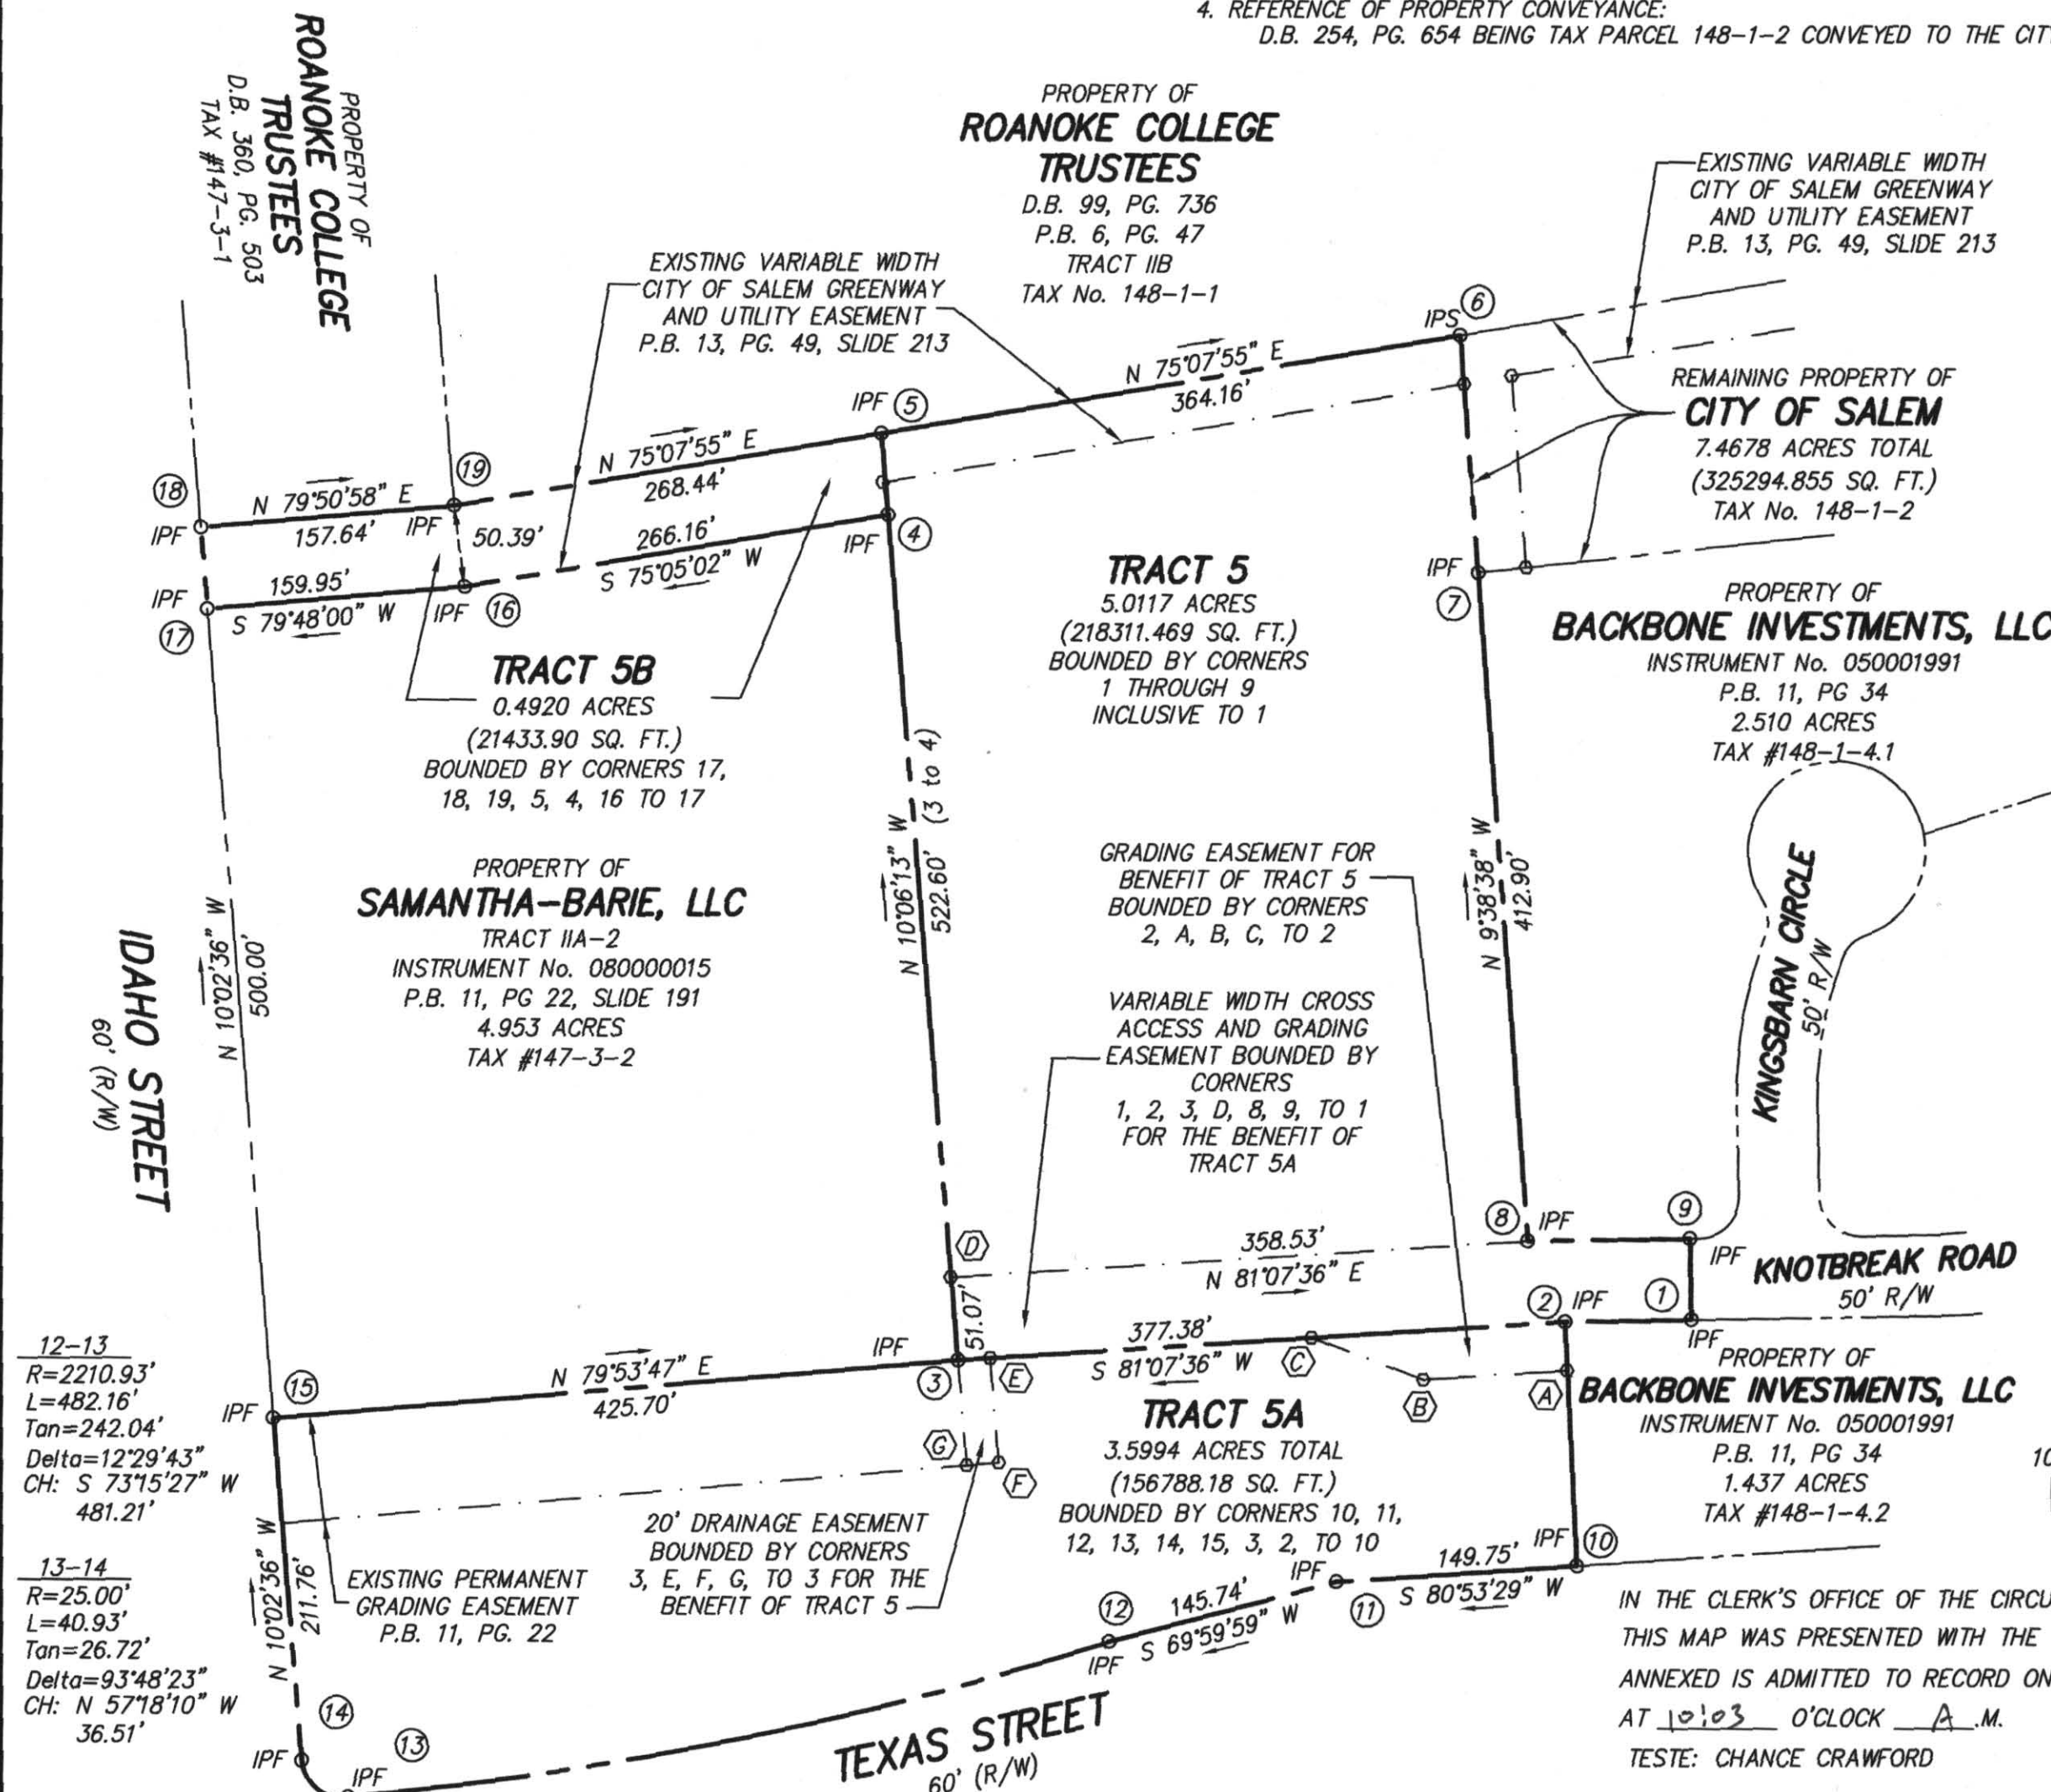 4. REFERENCE OF PROPERTY CONVEYANCE:
D.B. 254, PG. 654 BEING TAX PARCEL 148-1-2 CONVEYED TO THE CIT
PROPERTY OF
ROANOKE COLLEGE
TRUSTEES
D.B. 360, PG. 503
TAX #147-3-1
PROPERTY OF
ROANOKE COLLEGE
TRUSTEES
D.B. 99, PG. 736
P.B. 6, PG. 47
TRACT IIB
TAX No. 148-1-1
EXISTING VARIABLE WIDTH
CITY OF SALEM GREENWAY
AND UTILITY EASEMENT
P.B. 13, PG. 49, SLIDE 213
EXISTING VARIABLE WIDTH
CITY OF SALEM GREENWAY
AND UTILITY EASEMENT
P.B. 13, PG. 49, SLIDE 213
IPS 6
N 75°07'55" E
364.16'
REMAINING PROPERTY OF
CITY OF SALEM
7.4678 ACRES TOTAL
(325294.855 SQ. FT.)
TAX No. 148-1-2
IPF 5
N 75°07'55" E
268.44'
19
18
N 79°50'58" E
157.64'
IPF
IPF
50.39'
266.16'
S 75°05'02" W
IPF
4
159.95'
S 79°48'00" W
IPF
17
IPF
16
TRACT 5
5.0117 ACRES
(218311.469 SQ. FT.)
BOUNDED BY CORNERS
1 THROUGH 9
INCLUSIVE TO 1
IPF
7
PROPERTY OF
BACKBONE INVESTMENTS, LLC
INSTRUMENT No. 050001991
P.B. 11, PG 34
2.510 ACRES
TAX #148-1-4.1
TRACT 5B
0.4920 ACRES
(21433.90 SQ. FT.)
BOUNDED BY CORNERS 17,
18, 19, 5, 4, 16 TO 17
N 10°06'13" W (3 to 4)
522.60'
PROPERTY OF
SAMANTHA-BARIE, LLC
TRACT IIA-2
INSTRUMENT No. 080000015
P.B. 11, PG 22, SLIDE 191
4.953 ACRES
TAX #147-3-2
GRADING EASEMENT FOR
BENEFIT OF TRACT 5
BOUNDED BY CORNERS
2, A, B, C, TO 2
N 9°38'38" W
412.90'
KINGSBARN CIRCLE
50' R/W
IDAHO STREET
60' (R/W)
N 10°02'36" W
500.00'
VARIABLE WIDTH CROSS
ACCESS AND GRADING
EASEMENT BOUNDED BY
CORNERS
1, 2, 3, D, 8, 9, TO 1
FOR THE BENEFIT OF
TRACT 5A
8
IPF
9
IPF
KNOTBREAK ROAD
50' R/W
D
358.53'
N 81°07'36" E
2
IPF
1
IPF
51.07'
377.38'
S 81°07'36" W
IPF
3
E
C
B
A
12-13
R=2210.93'
L=482.16'
Tan=242.04'
Delta=12°29'43"
CH: S 73°15'27" W
481.21'
15
IPF
N 79°53'47" E
425.70'
PROPERTY OF
BACKBONE INVESTMENTS, LLC
INSTRUMENT No. 050001991
P.B. 11, PG 34
1.437 ACRES
TAX #148-1-4.2
10
TRACT 5A
3.5994 ACRES TOTAL
(156788.18 SQ. FT.)
BOUNDED BY CORNERS 10, 11,
12, 13, 14, 15, 3, 2, TO 10
G
F
20' DRAINAGE EASEMENT
BOUNDED BY CORNERS
3, E, F, G, TO 3 FOR THE
BENEFIT OF TRACT 5
EXISTING PERMANENT
GRADING EASEMENT
P.B. 11, PG. 22
N 10°02'36" W
211.76'
13-14
R=25.00'
L=40.93'
Tan=26.72'
Delta=93°48'23"
CH: N 57°18'10" W
36.51'
IPF
10
149.75'
S 80°53'29" W
IPF
11
145.74'
S 69°59'59" W
12
IPF
14
IPF
13
IPF
TEXAS STREET
60' (R/W)
IN THE CLERK'S OFFICE OF THE CIRCU
THIS MAP WAS PRESENTED WITH THE
ANNEXED IS ADMITTED TO RECORD ON
AT 10:03 O'CLOCK A .M.
TESTE: CHANCE CRAWFORD